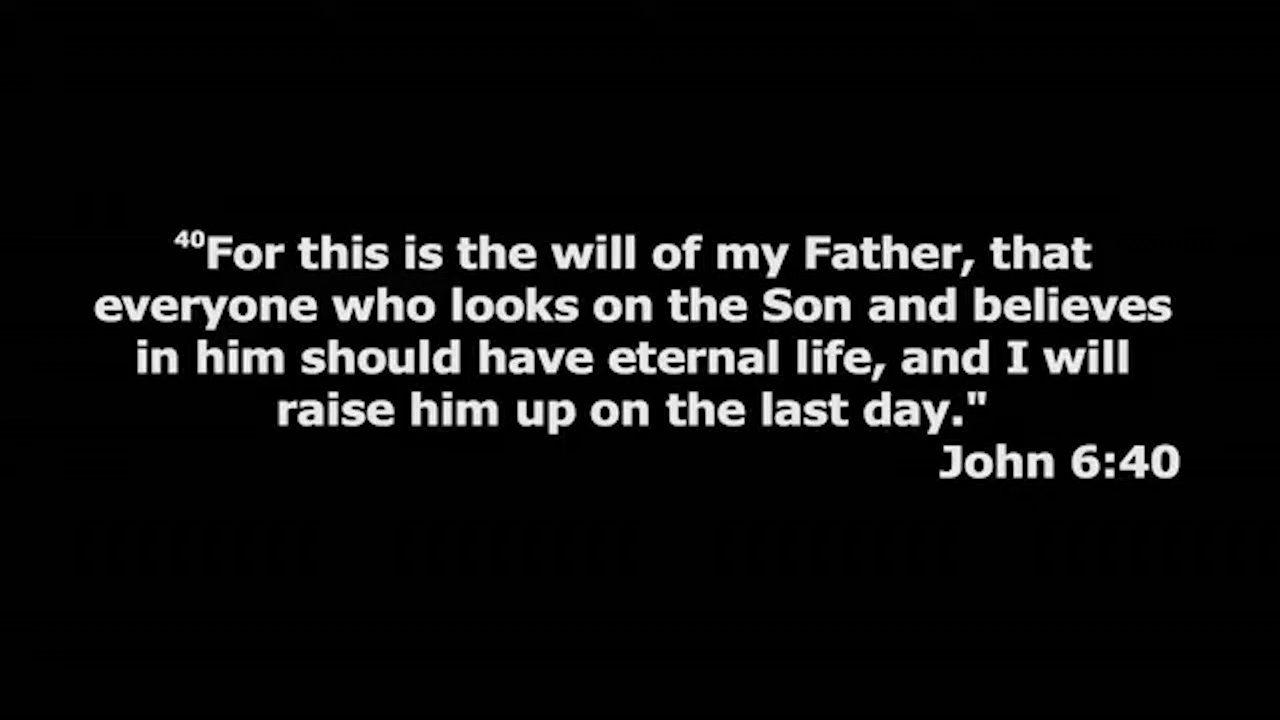 40For this is the will of my Father, that
everyone who looks on the Son and believes
in him should have eternal life, and I will
raise him up on the last day."
John 6:40